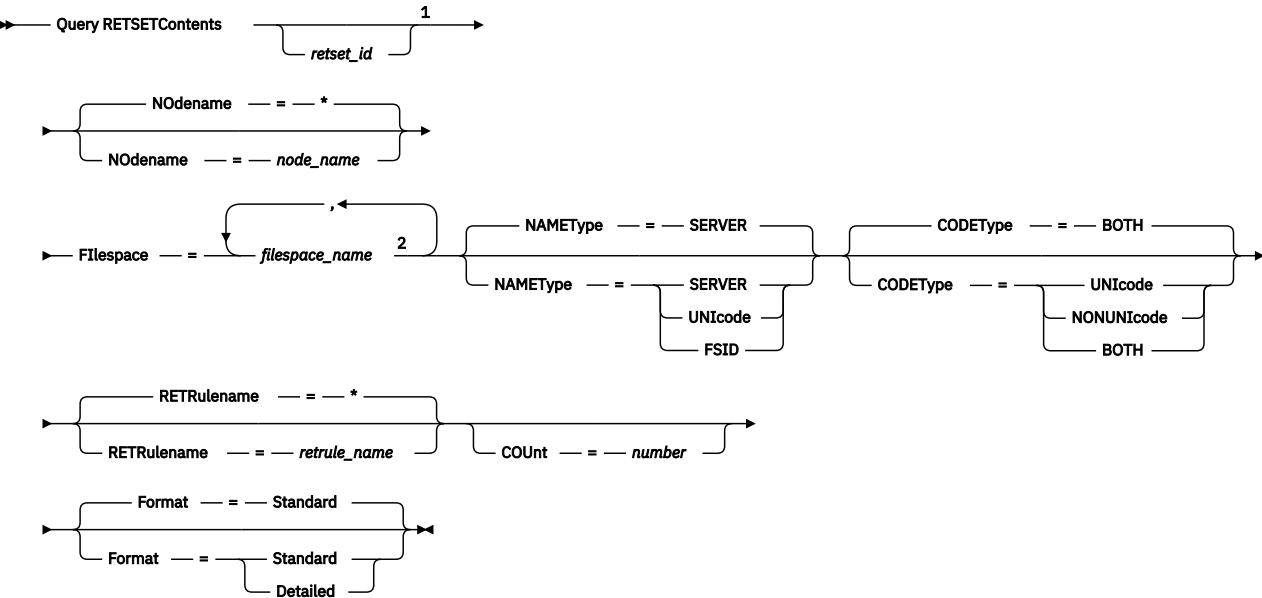 Query RETSETContents 1
retset_id
NOdename = *
NOdename = node_name
,
FIlespace = filespace_name 2
NAMEType = SERVER
NAMEType = SERVER
UNIcode
FSID
CODEType = BOTH
CODEType = UNIcode
NONUNIcode
BOTH
RETRulename = *
RETRulename = retrule_name
COUnt = number
Format = Standard
Format = Standard
Detailed